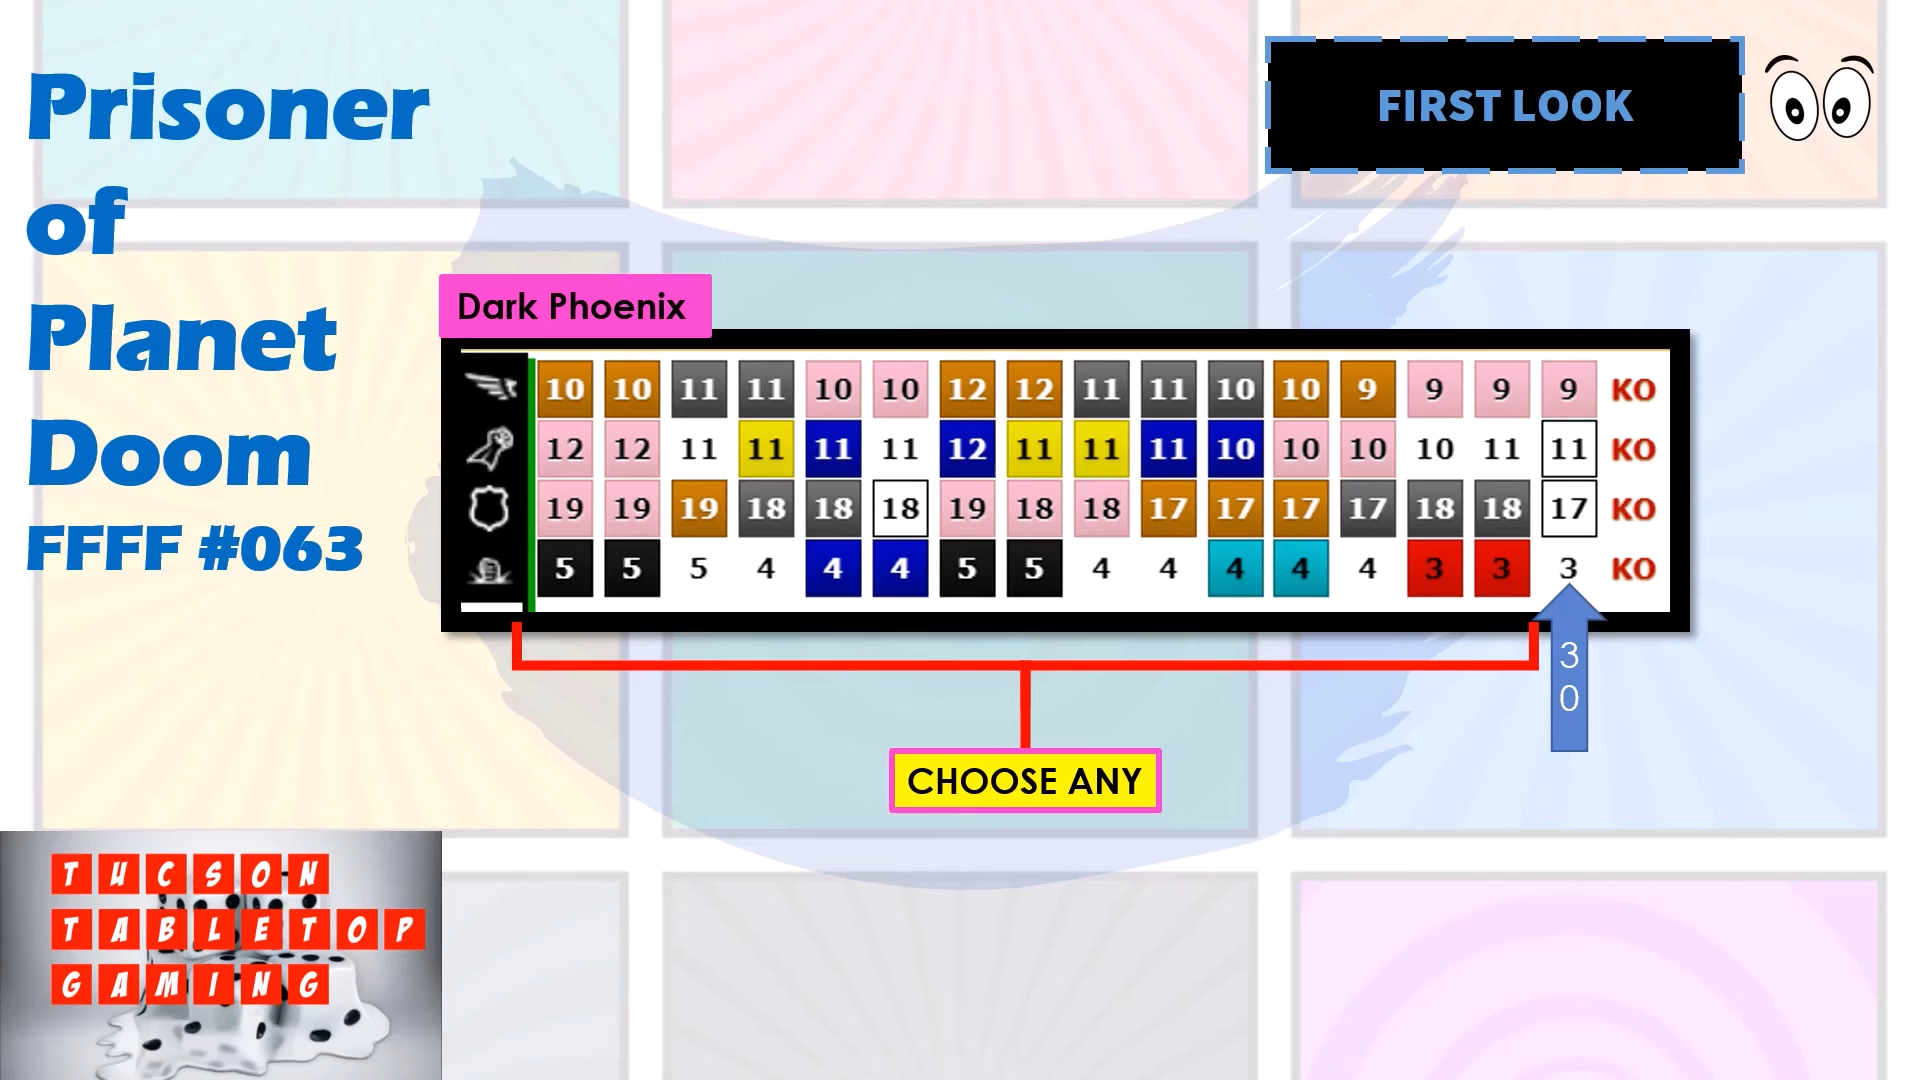 Prisoner
of
Planet
Doom
FFFF #063
FIRST LOOK
Dark Phoenix
10 10 11 11 10 10 12 12 11 11 10 10 9 9 9 9 KO
12 12 11 11 11 11 12 11 11 11 10 10 10 10 11 11 KO
19 19 19 18 18 18 19 18 18 17 17 17 17 18 18 17 KO
5 5 5 4 4 4 5 5 4 4 4 4 4 3 3 3 KO
3
0
CHOOSE ANY
TUCSON
TABLETOP
GAMING